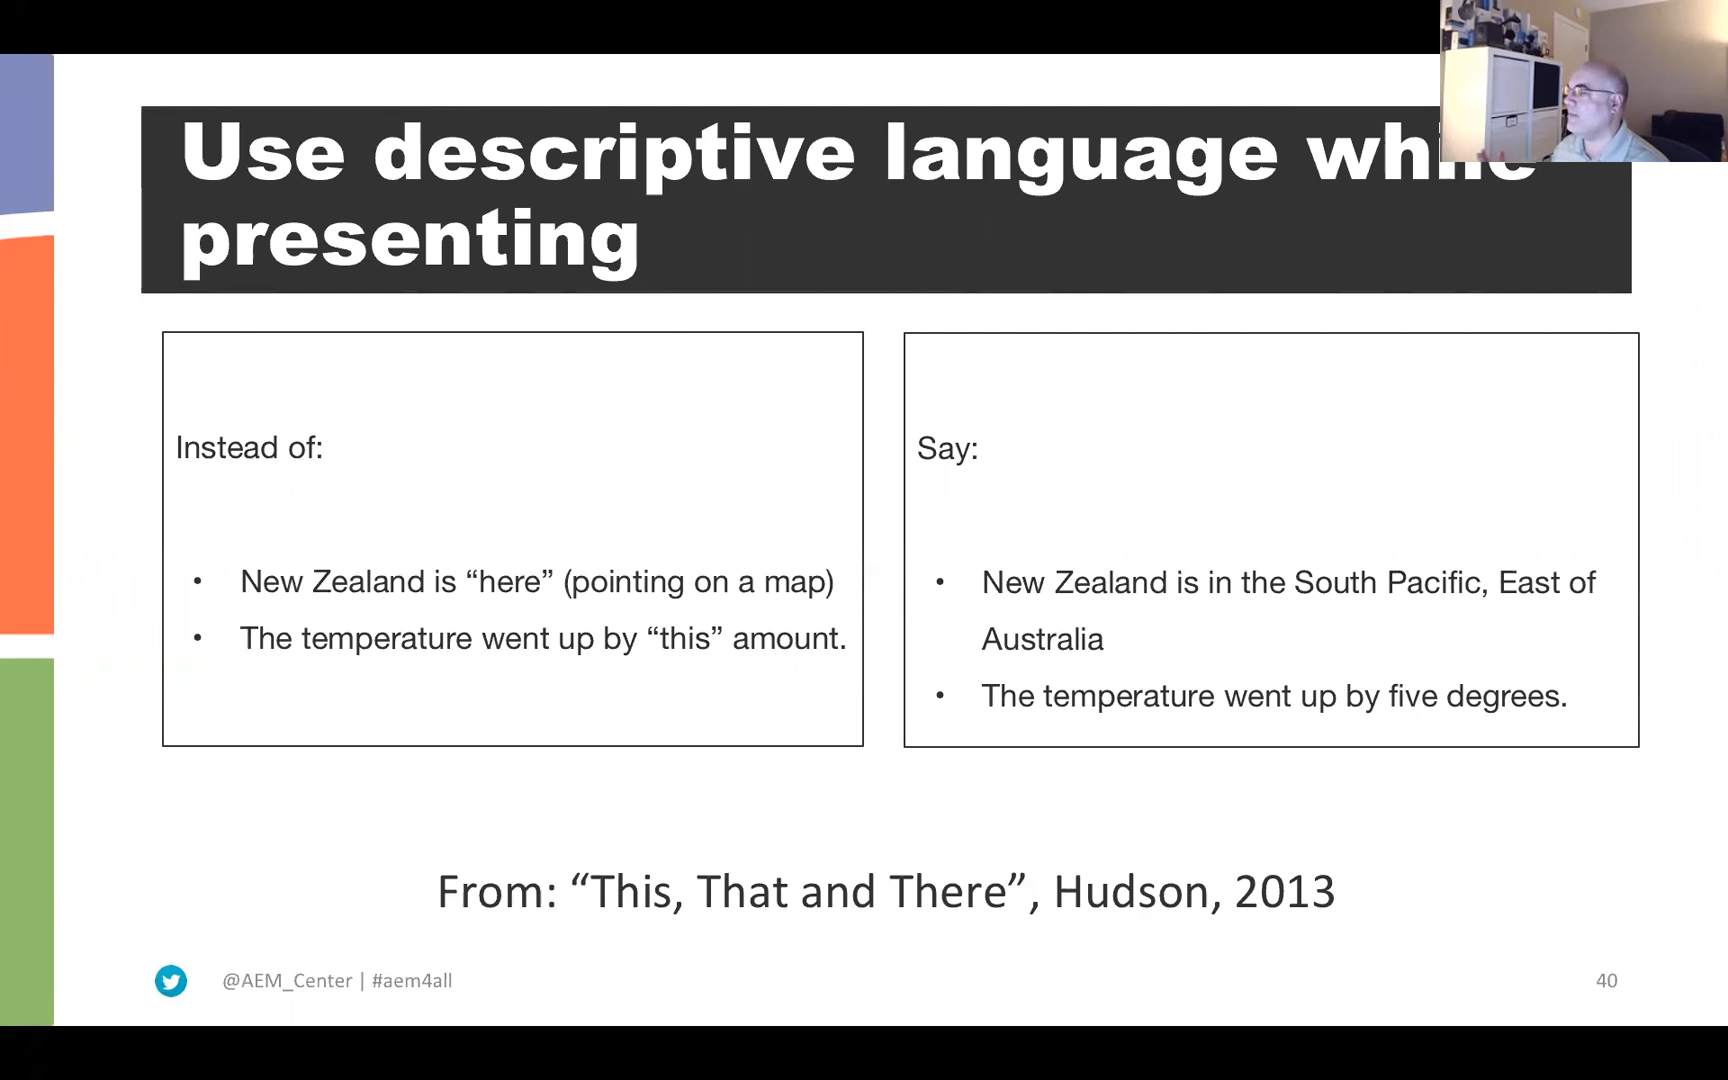 Use descriptive language while
presenting
Instead of:
• New Zealand is “here” (pointing on a map)
• The temperature went up by “this” amount.
Say:
• New Zealand is in the South Pacific, East of
Australia
• The temperature went up by five degrees.
From: “This, That and There”, Hudson, 2013
@AEM_Center | #aem4all
40